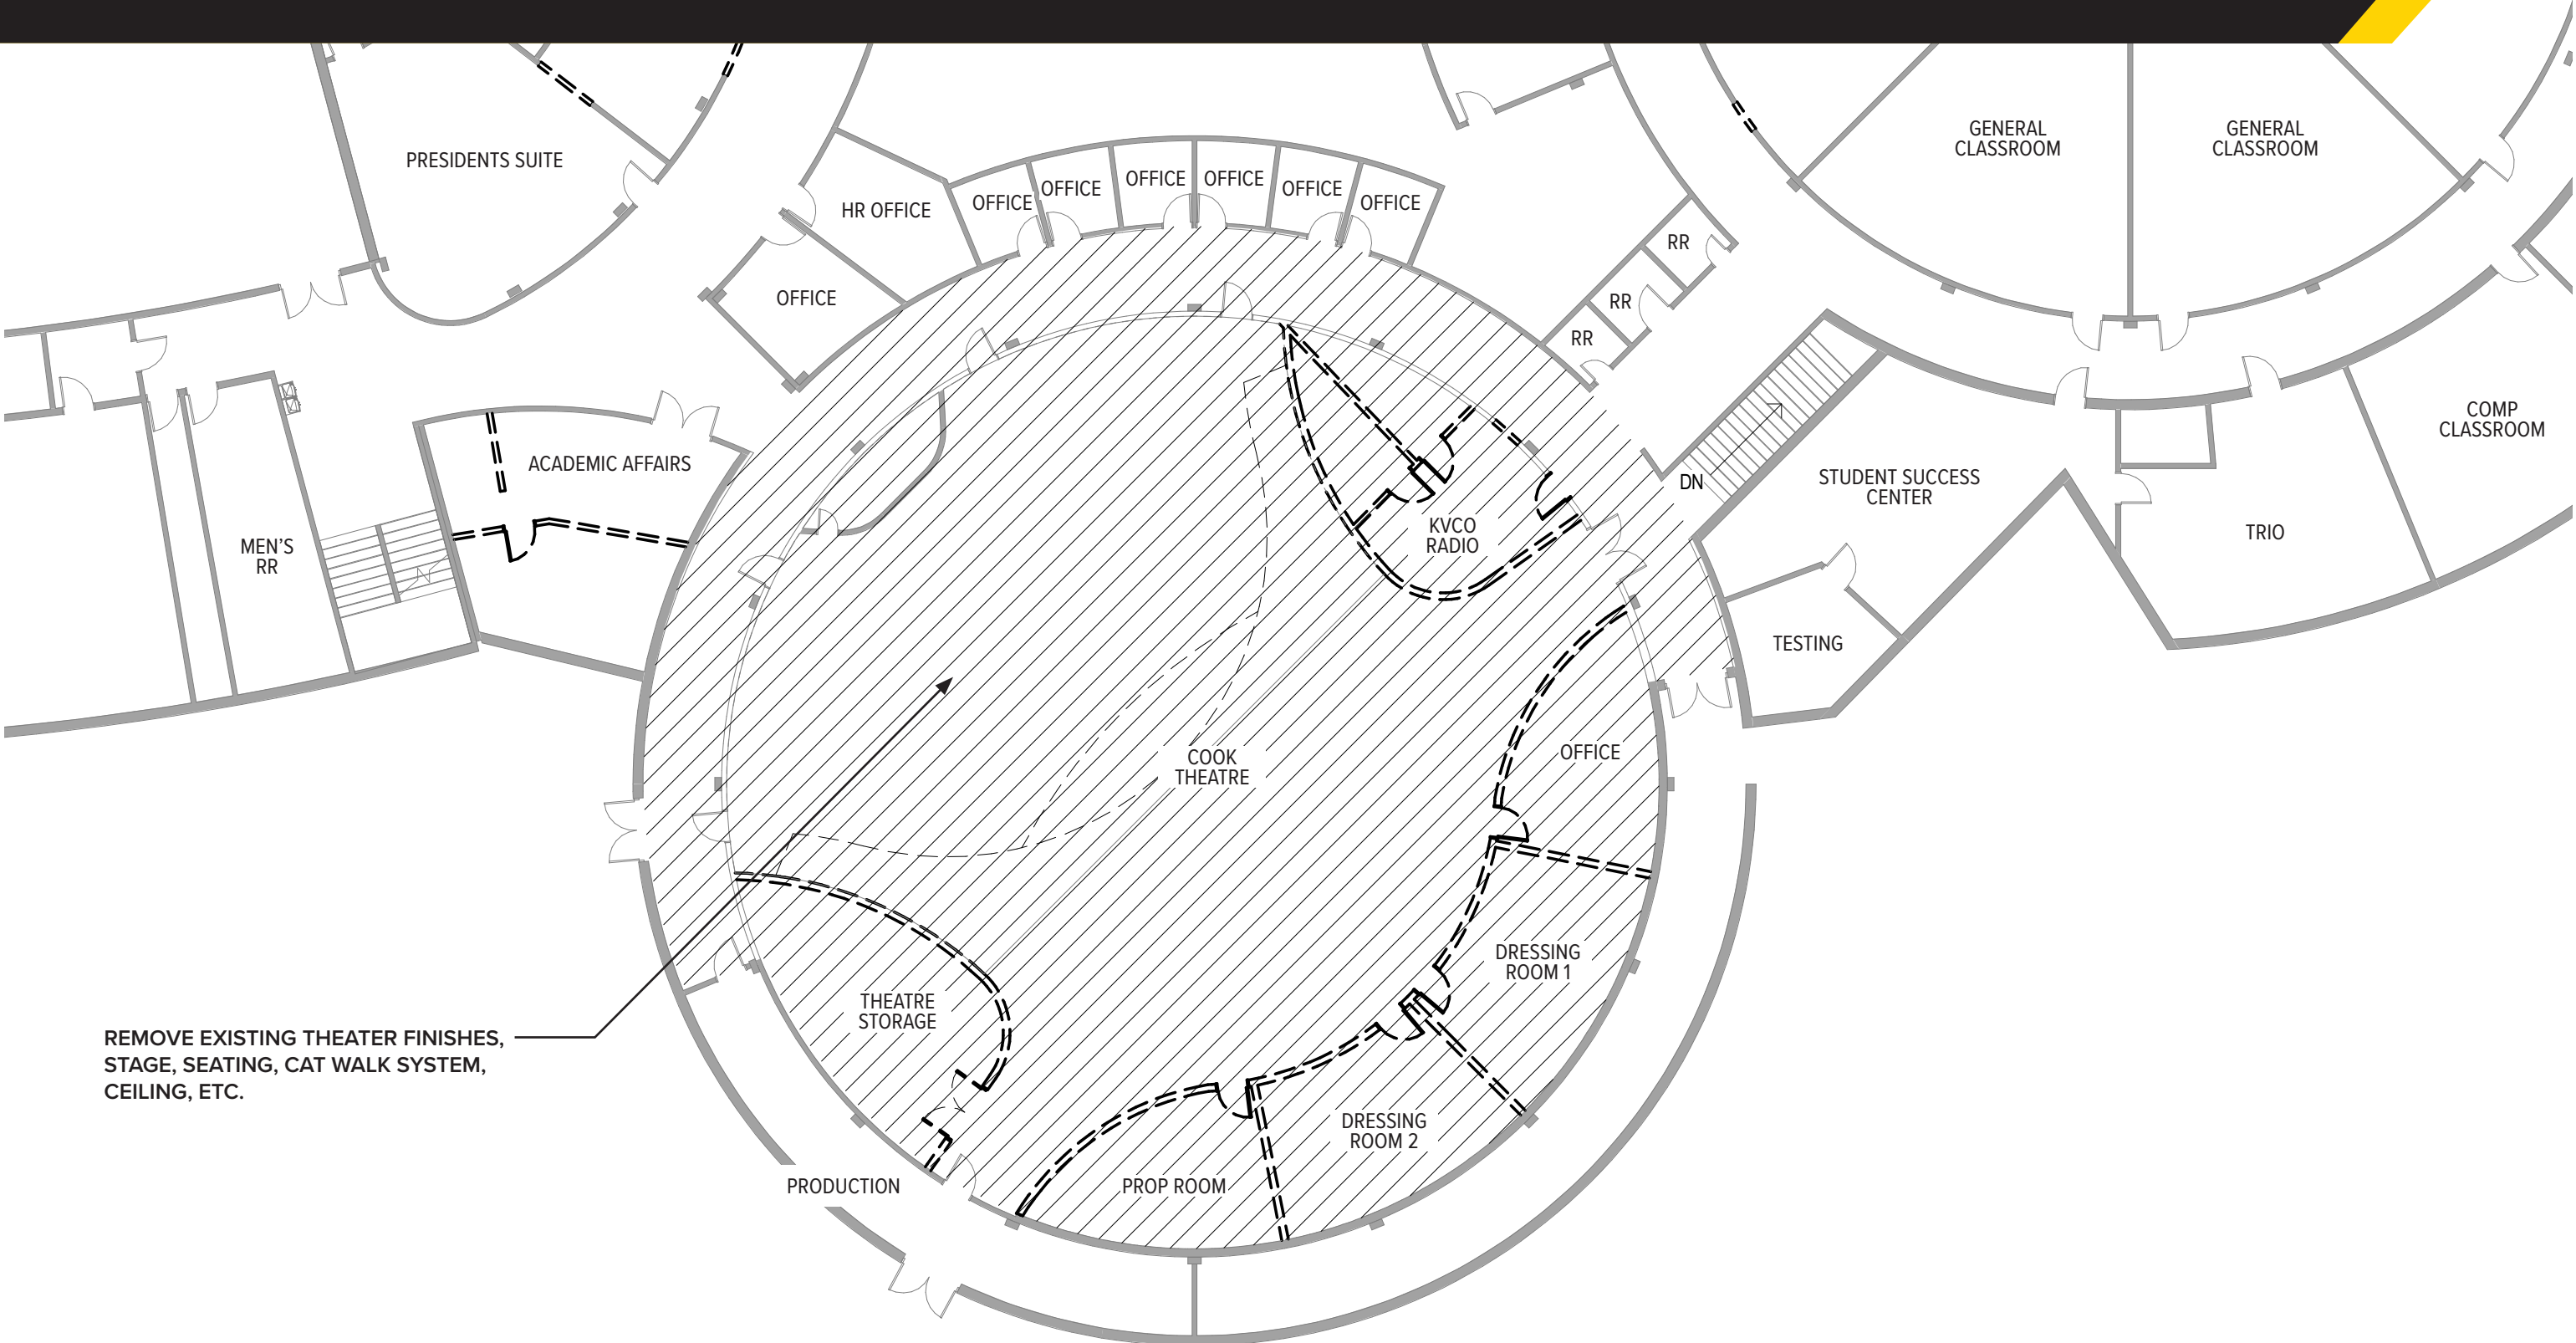 PRESIDENTS SUITE
HR OFFICE
OFFICE
OFFICE
OFFICE
OFFICE
OFFICE
OFFICE
OFFICE
RR
RR
RR
GENERAL
CLASSROOM
GENERAL
CLASSROOM
COMP
CLASSROOM
ACADEMIC AFFAIRS
MEN'S
RR
DN
STUDENT SUCCESS
CENTER
TRIO
KVCO
RADIO
TESTING
COOK
THEATRE
OFFICE
DRESSING
ROOM 1
THEATRE
STORAGE
REMOVE EXISTING THEATER FINISHES,
STAGE, SEATING, CAT WALK SYSTEM,
CEILING, ETC.
DRESSING
ROOM 2
PRODUCTION
PROP ROOM